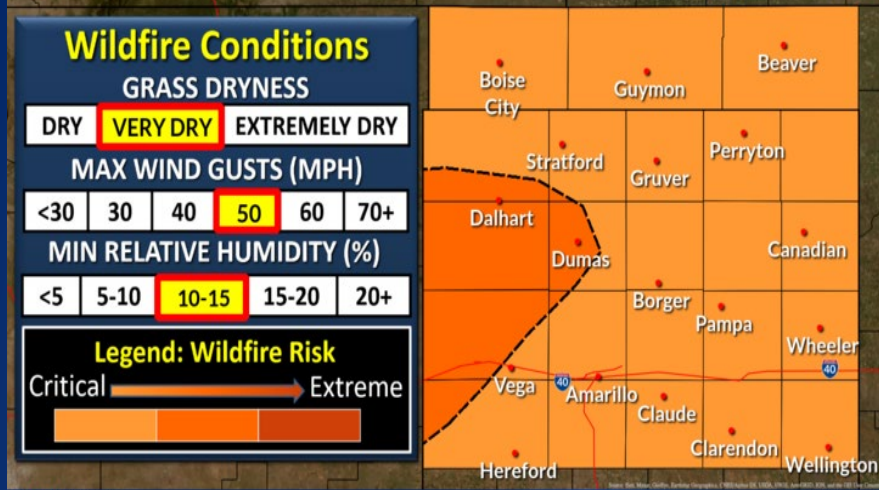 Wildfire Conditions
GRASS DRYNESS
DRY VERY DRY EXTREMELY DRY
MAX WIND GUSTS (MPH)
<30 30 40 50 60 70+
MIN RELATIVE HUMIDITY (%)
<5 5-10 10-15 15-20 20+
Legend: Wildfire Risk
Critical Extreme
Boise
City
Guymon
Beaver
Stratford
Gruver
Perryton
Dalhart
Dumas
Canadian
Borger
Pampa
Wheeler
Vega
40
Amarillo
40
Claude
Clarendon
Hereford
Wellington